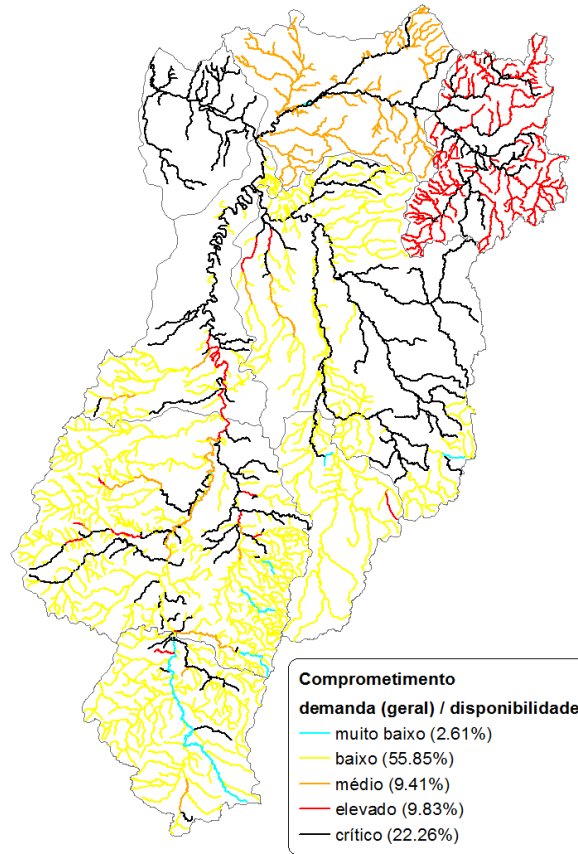 Comprometimento
demanda (geral) / disponibilidade
muito baixo (2.61%)
baixo (55.85%)
médio (9.41%)
elevado (9.83%)
crítico (22.26%)